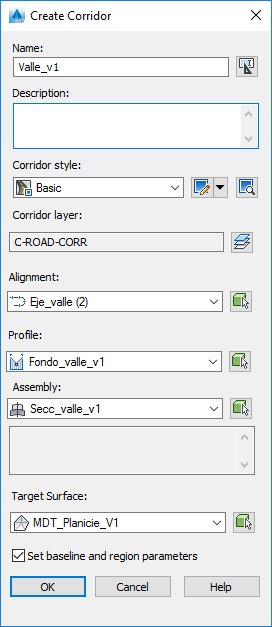 Create Corridor
Name:
Valle_v1
Description:
Corridor style:
Basic
Corridor layer:
C-ROAD-CORR
Alignment:
Eje_valle (2)
Profile:
Fondo_valle_v1
Assembly:
Secc_valle_v1
Target Surface:
MDT_Planicie_V1
Set baseline and region parameters
OK Cancel Help